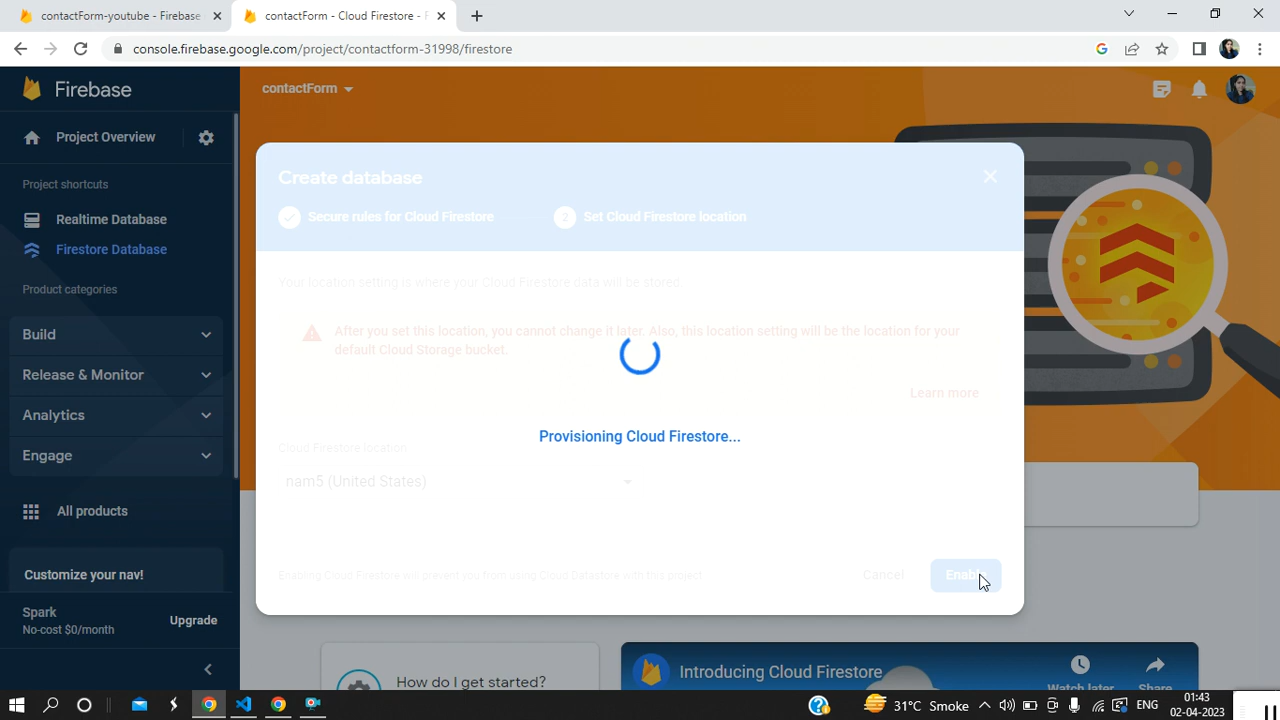 contactForm-youtube - Firebase
contactForm - Cloud Firestore - F
console.firebase.google.com/project/contactform-31998/firestore
Firebase
contactForm
Project Overview
Project shortcuts
Realtime Database
Firestore Database
Product categories
Build
Release & Monitor
Analytics
Engage
All products
Customize your nav!
Spark
No-cost $0/month
Upgrade
Create database
Secure rules for Cloud Firestore
2 Set Cloud Firestore location
Your location setting is where your Cloud Firestore data will be stored.
After you set this location, you cannot change it later. Also, this location setting will be the location for your
default Cloud Storage bucket.
Learn more
Provisioning Cloud Firestore...
Cloud Firestore location
nam5 (United States)
Enabling Cloud Firestore will prevent you from using Cloud Datastore with this project
Cancel
Enable
How do I get started?
Introducing Cloud Firestore
Watch later
Share
31°C Smoke
ENG
01:43
02-04-2023